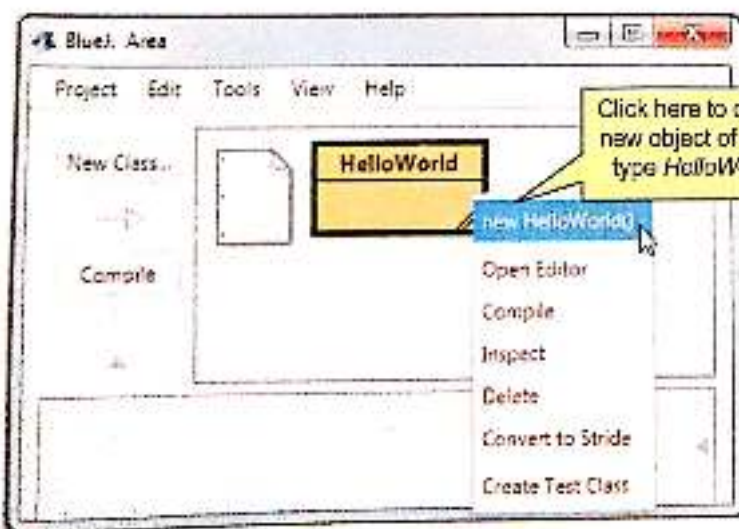 BlueJ: Area
Project Edit Tools View Help
Click here to
new object of
type HelloW
New Class...
HelloWorld
new HelloWorld()
Open Editor
Compile
Compile
Inspect
Delete
Convert to Stride
Create Test Class